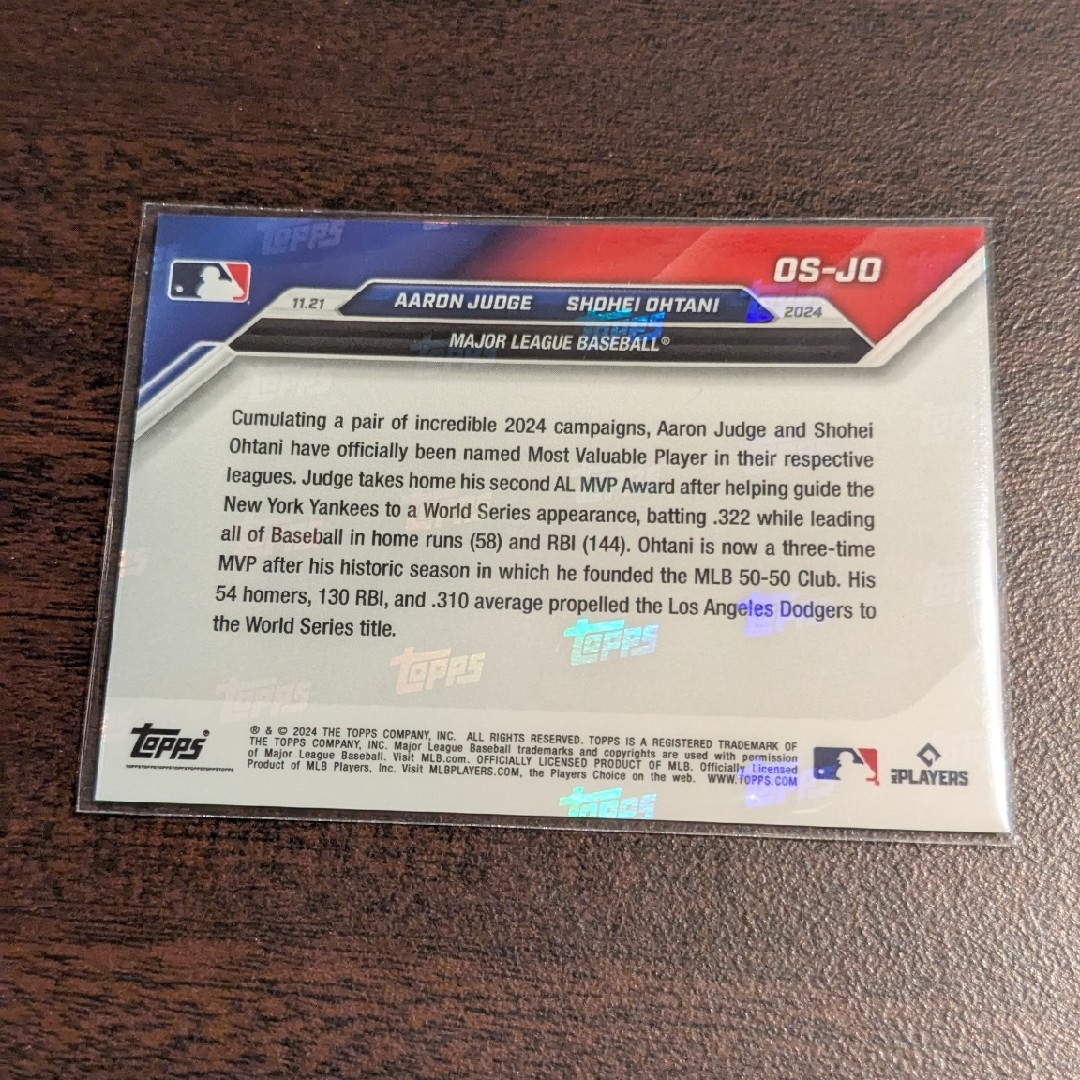 OS-JO
11.21 AARON JUDGE SHOHEI OHTANI 2024
MAJOR LEAGUE BASEBALL®
Cumulating a pair of incredible 2024 campaigns, Aaron Judge and Shohei
Ohtani have officially been named Most Valuable Player in their respective
leagues. Judge takes home his second AL MVP Award after helping guide the
New York Yankees to a World Series appearance, batting .322 while leading
all of Baseball in home runs (58) and RBI (144). Ohtani is now a three-time
MVP after his historic season in which he founded the MLB 50-50 Club. His
54 homers, 130 RBI, and .310 average propelled the Los Angeles Dodgers to
the World Series title.
Topps
Topps
Topps
Topps®
® & © 2024 THE TOPPS COMPANY, INC. ALL RIGHTS RESERVED. TOPPS IS A REGISTERED TRADEMARK OF
THE TOPPS COMPANY, INC. Major League Baseball trademarks and copyrights are used with permission
of Major League Baseball. Visit MLB.com. OFFICIALLY LICENSED PRODUCT OF MLB. Officially Licensed
Product of MLB Players, Inc. Visit MLBPLAYERS.COM, the Players Choice on the web. WWW.TOPPS.COM
MLB PLAYERS
Topps